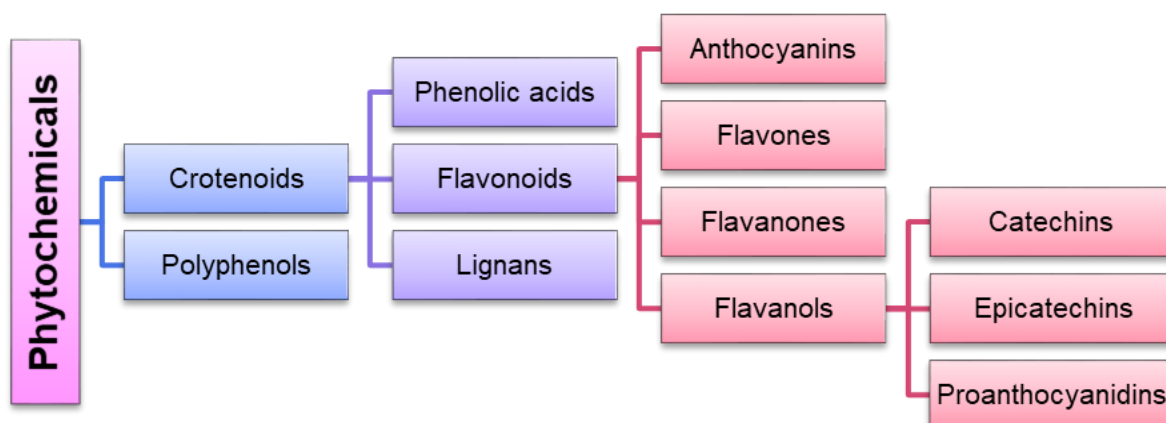 Phytochemicals
Crotenoids
Polyphenols
Phenolic acids
Flavonoids
Lignans
Anthocyanins
Flavones
Flavanones
Flavanols
Catechins
Epicatechins
Proanthocyanidins